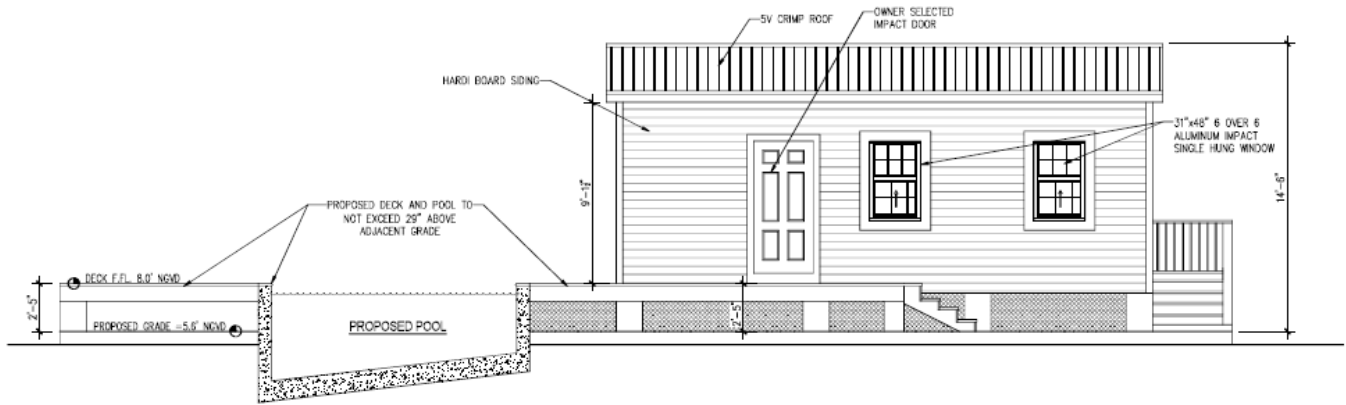 5V CRIMP ROOF
OWNER SELECTED
IMPACT DOOR
HARDI BOARD SIDING
31"x48" 6 OVER 6
ALUMINUM IMPACT
SINGLE HUNG WINDOW
9'-1½"
14'-6"
PROPOSED DECK AND POOL TO
NOT EXCEED 29" ABOVE
ADJACENT GRADE
DECK F.FL. 8.0' NGVD
2'-5"
PROPOSED GRADE =5.6' NGVD
PROPOSED POOL
2'-5"